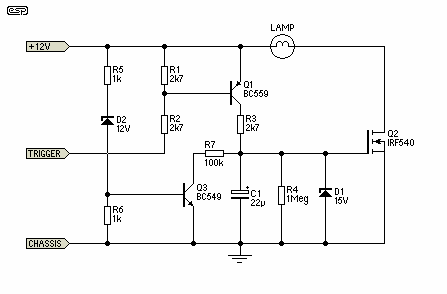 esp
LAMP
+12V
R5
1k
R1
2k7
Q1
BC559
D2
12V
R2
2k7
R3
2k7
Q2
IRF540
TRIGGER
R7
100k
Q3
BC549
+
C1
22µ
R4
1Meg
D1
15V
R6
1k
CHASSIS